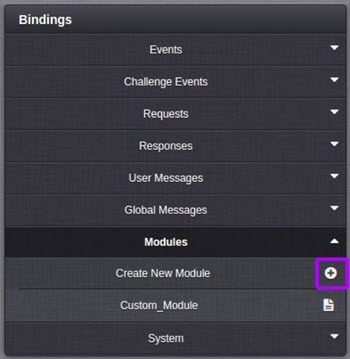 Bindings
Events
Challenge Events
Requests
Responses
User Messages
Global Messages
Modules
Create New Module
Custom_Module
System